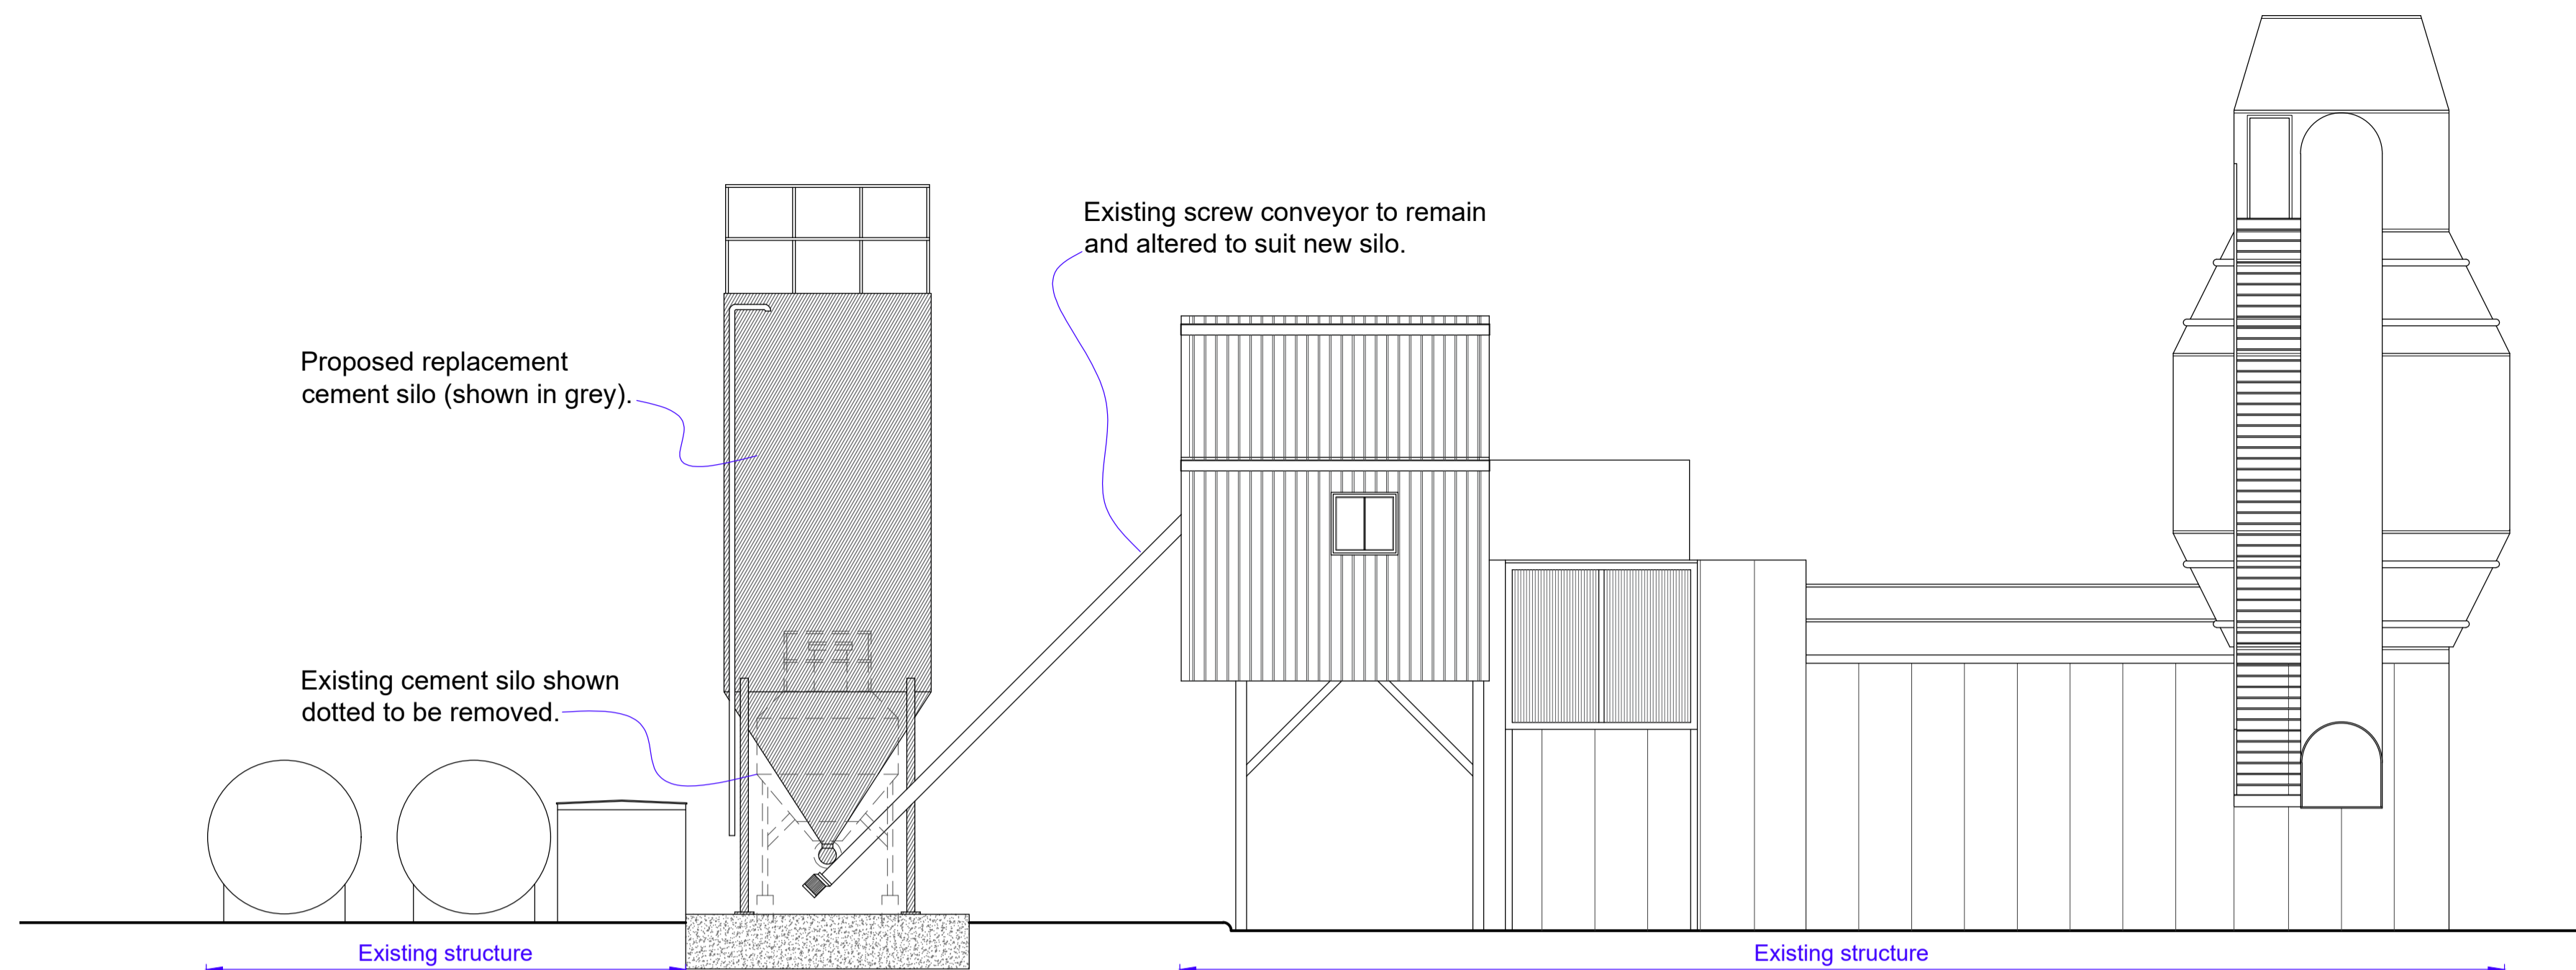 Existing screw conveyor to remain
and altered to suit new silo.
Proposed replacement
cement silo (shown in grey).
Existing cement silo shown
dotted to be removed.
Existing structure
Existing structure